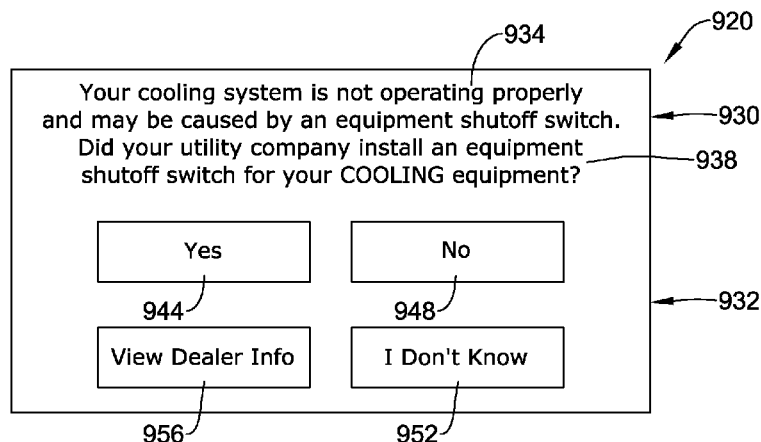 934
920
Your cooling system is not operating properly
and may be caused by an equipment shutoff switch.
930
Did your utility company install an equipment
938
shutoff switch for your COOLING equipment?
Yes
No
944
948
932
View Dealer Info
I Don't Know
956
952